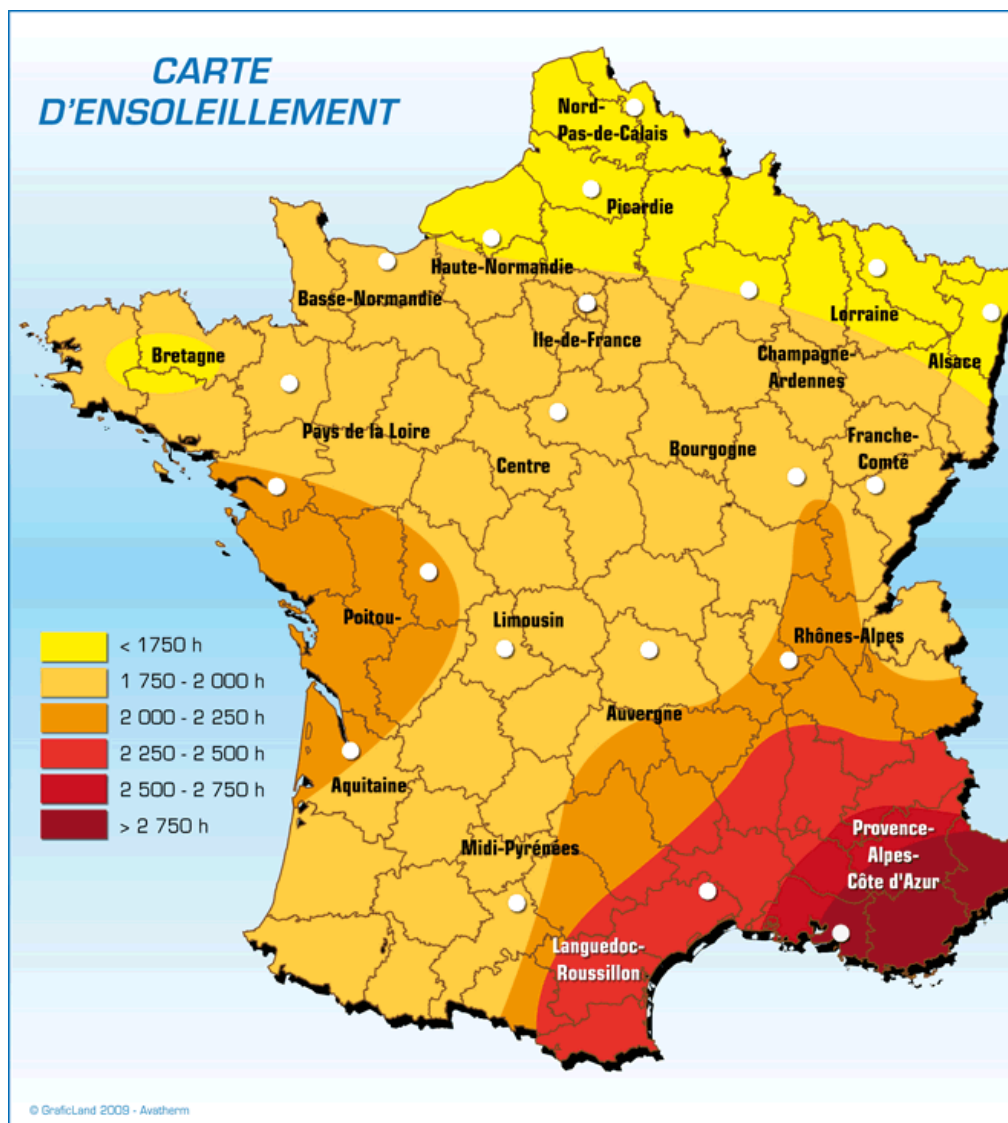 CARTE
D'ENSOLEILLEMENT
Nord-
Pas-de-Calais
Picardie
Haute-Normandie
Basse-Normandie
Ile-de-France
Lorraine
Alsace
Champagne-
Ardennes
Bretagne
Pays de la Loire
Centre
Bourgogne
Franche-
Comté
Poitou-
Limousin
Rhônes-Alpes
Auvergne
Aquitaine
Midi-Pyrénées
Provence-
Alpes-
Côte d'Azur
Languedoc-
Roussillon
< 1750 h
1 750 - 2 000 h
2 000 - 2 250 h
2 250 - 2 500 h
2 500 - 2 750 h
> 2 750 h
© GraficLand 2009 - Avatherm